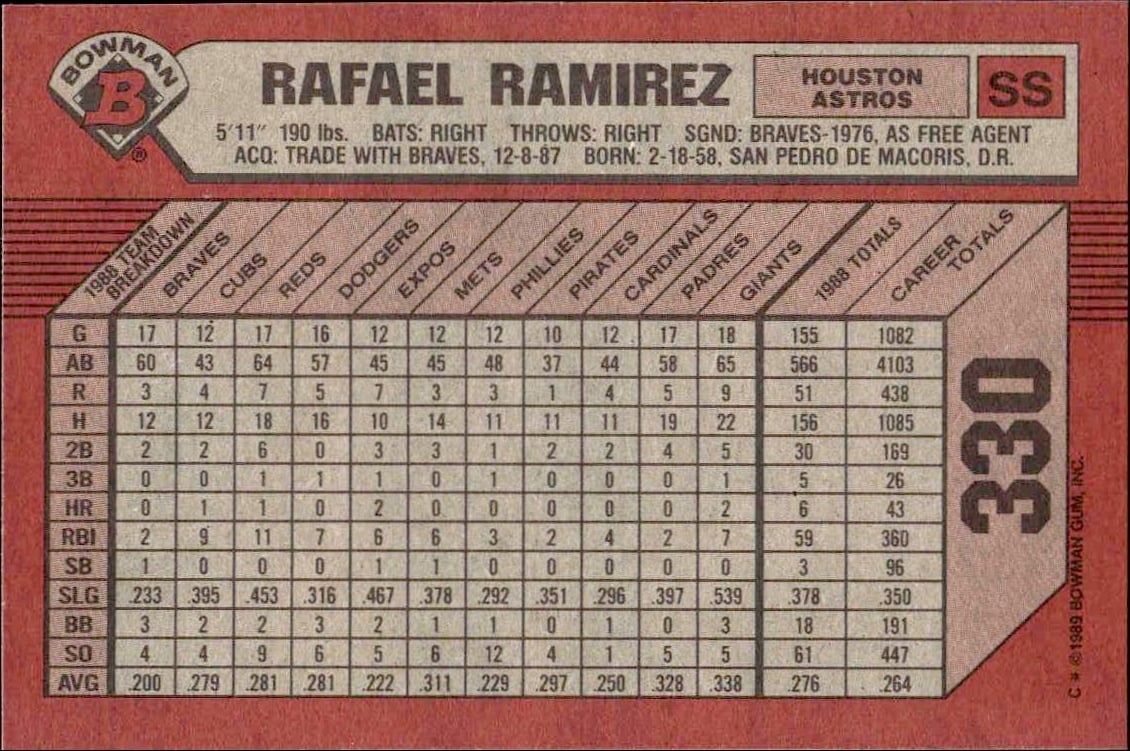 BOWMAN
B
®
RAFAEL RAMIREZ
HOUSTON
ASTROS
SS
5'11" 190 lbs. BATS: RIGHT THROWS: RIGHT SGND: BRAVES-1976, AS FREE AGENT
ACQ: TRADE WITH BRAVES, 12-8-87 BORN: 2-18-58, SAN PEDRO DE MACORIS, D.R.
1988 TEAM
BREAKDOWN
BRAVES
CUBS
REDS
DODGERS
EXPOS
METS
PHILLIES
PIRATES
CARDINALS
PADRES
GIANTS
1988 TOTALS
CAREER
TOTALS
G 17 12 17 16 12 12 12 10 12 17 18 155 1082
AB 60 43 64 57 45 45 48 37 44 58 65 566 4103
R 3 4 7 5 7 3 3 1 4 5 9 51 438
H 12 12 18 16 10 14 11 11 11 19 22 156 1085
2B 2 2 6 0 3 3 1 2 2 4 5 30 169
3B 0 0 1 1 1 0 1 0 0 0 1 5 26
HR 0 1 1 0 2 0 0 0 0 0 2 6 43
RBI 2 9 11 7 6 6 3 2 4 2 7 59 360
SB 1 0 0 0 1 1 0 0 0 0 0 3 96
SLG .233 .395 .453 .316 .467 .378 .292 .351 .296 .397 .539 .378 .350
BB 3 2 2 3 2 1 1 0 1 0 3 18 191
SO 4 4 9 6 5 6 12 4 1 5 5 61 447
AVG .200 .279 .281 .281 .222 .311 .229 .297 .250 .328 .338 .276 .264
330
C * © 1989 BOWMAN GUM, INC.